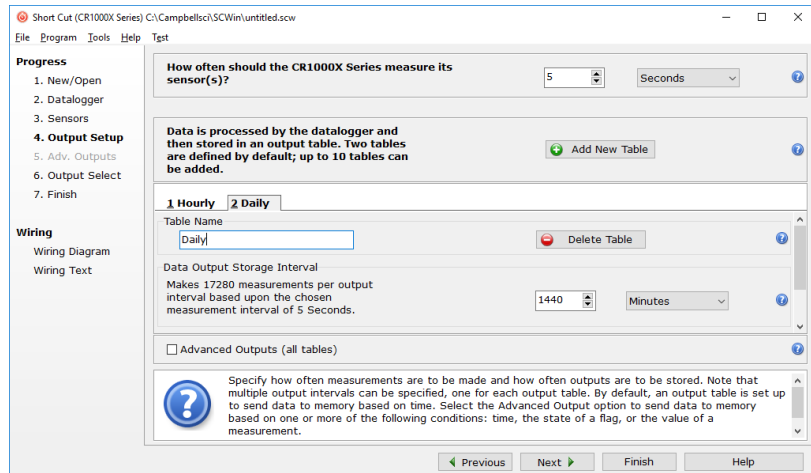 Short Cut (CR1000X Series) C:\Campbellsci\SCWin\untitled.scw
File Program Tools Help Test
Progress
1. New/Open
2. Datalogger
3. Sensors
4. Output Setup
5. Adv. Outputs
6. Output Select
7. Finish
Wiring
Wiring Diagram
Wiring Text
How often should the CR1000X Series measure its
sensor(s)?
5
Seconds
Data is processed by the datalogger and
then stored in an output table. Two tables
are defined by default; up to 10 tables can
be added.
Add New Table
1 Hourly
2 Daily
Table Name
Daily
Delete Table
Data Output Storage Interval
Makes 17280 measurements per output
interval based upon the chosen
measurement interval of 5 Seconds.
1440
Minutes
Advanced Outputs (all tables)
Specify how often measurements are to be made and how often outputs are to be stored. Note that
multiple output intervals can be specified, one for each output table. By default, an output table is set up
to send data to memory based on time. Select the Advanced Output option to send data to memory
based on one or more of the following conditions: time, the state of a flag, or the value of a
measurement.
Previous
Next
Finish
Help